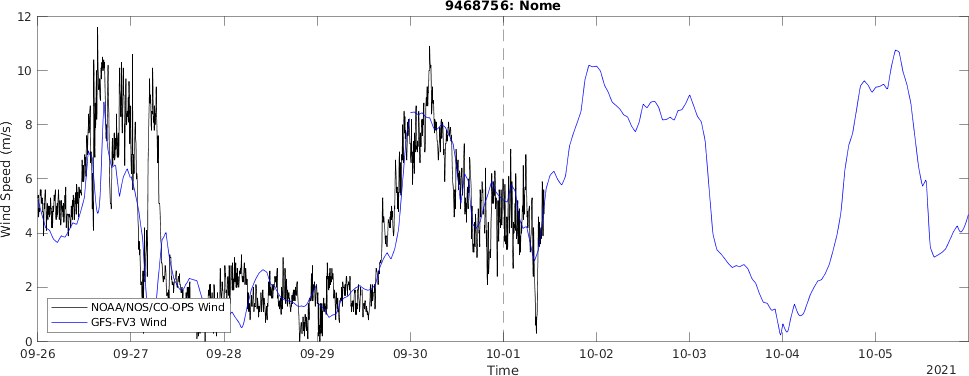 9468756: Nome
12
10
8
6
4
2
0
Wind Speed (m/s)
NOAA/NOS/CO-OPS Wind
GFS-FV3 Wind
09-26 09-27 09-28 09-29 09-30 10-01 10-02 10-03 10-04 10-05
Time
2021